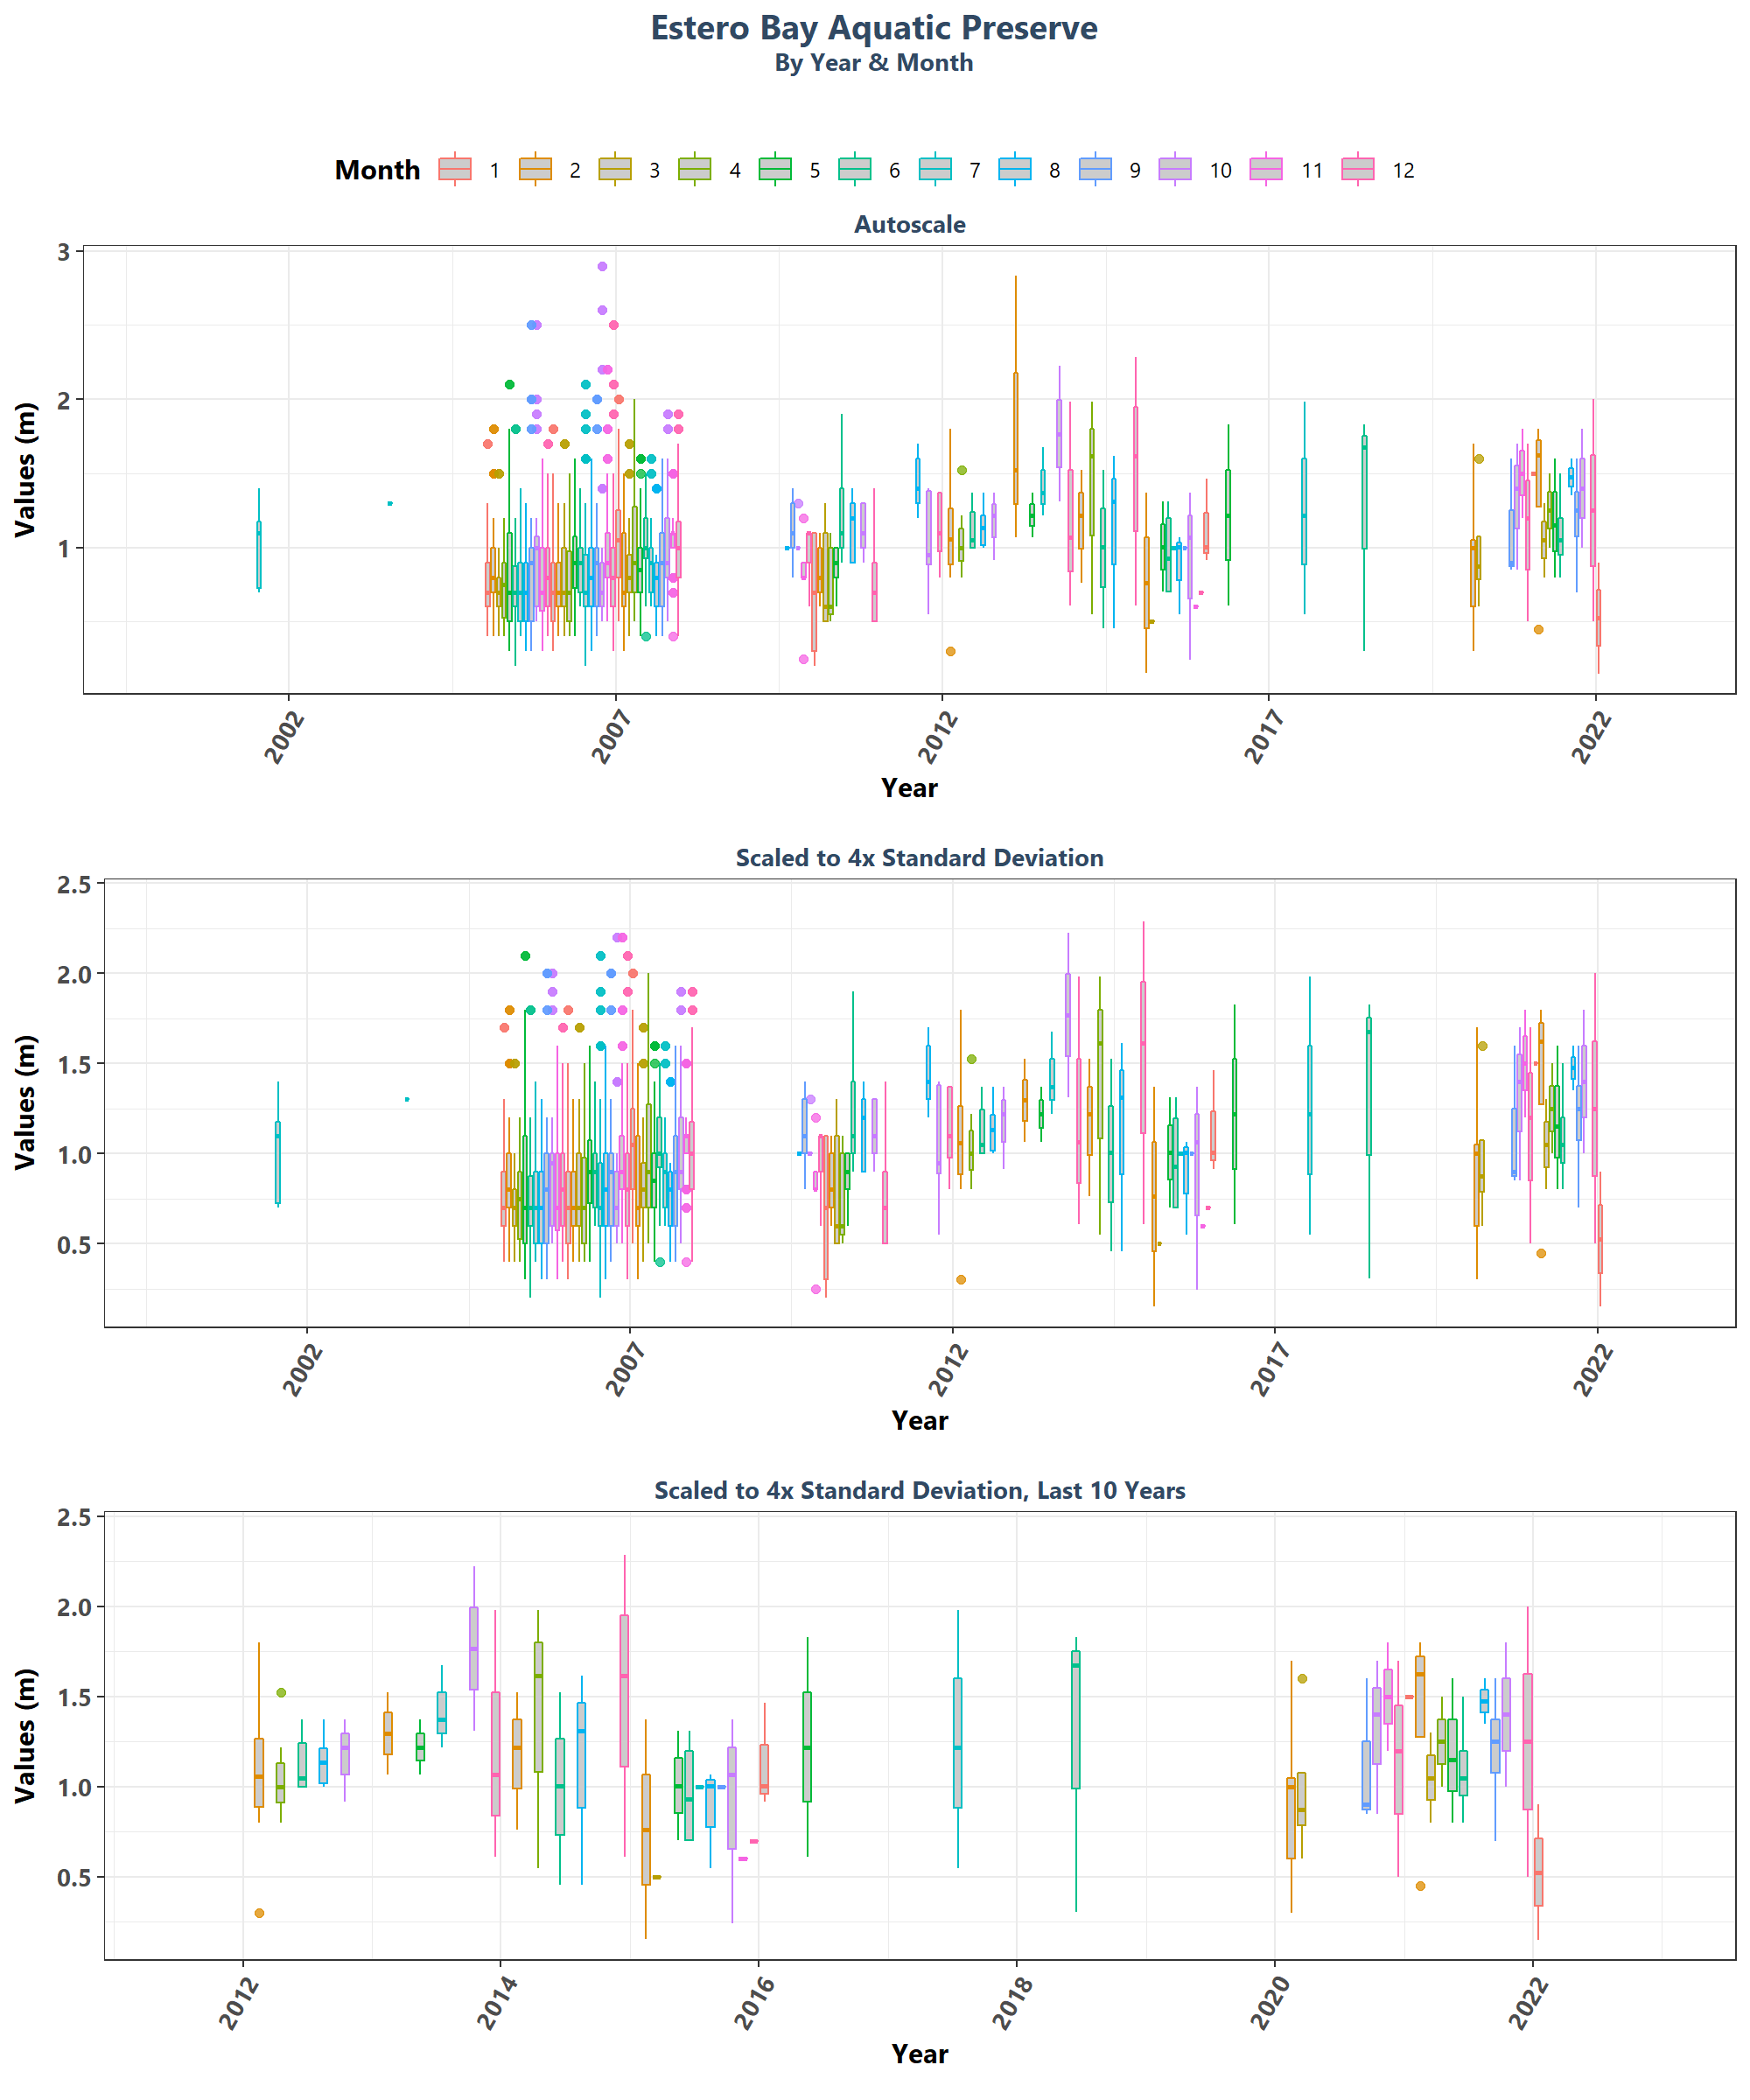 Estero Bay Aquatic Preserve
By Year & Month
Month 1 2 3 4 5 6 7 8 9 10 11 12
Autoscale
3
2
1
Values (m)
2002 2007 2012 2017 2022
Year
Scaled to 4x Standard Deviation
2.5
2.0
1.5
1.0
0.5
Values (m)
2002 2007 2012 2017 2022
Year
Scaled to 4x Standard Deviation, Last 10 Years
2.5
2.0
1.5
1.0
0.5
Values (m)
2012 2014 2016 2018 2020 2022
Year